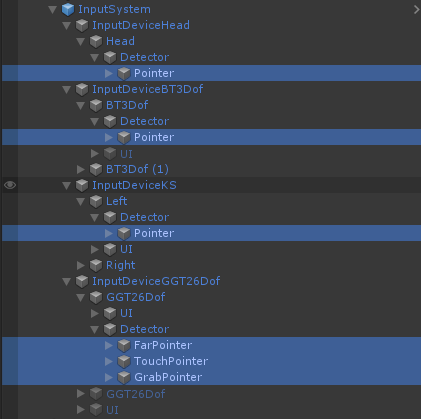 InputSystem
InputDeviceHead
Head
Detector
Pointer
InputDeviceBT3Dof
BT3Dof
Detector
Pointer
UI
BT3Dof (1)
InputDeviceKS
Left
Detector
Pointer
UI
Right
InputDeviceGGT26Dof
GGT26Dof
UI
Detector
FarPointer
TouchPointer
GrabPointer
GGT26Dof
UI